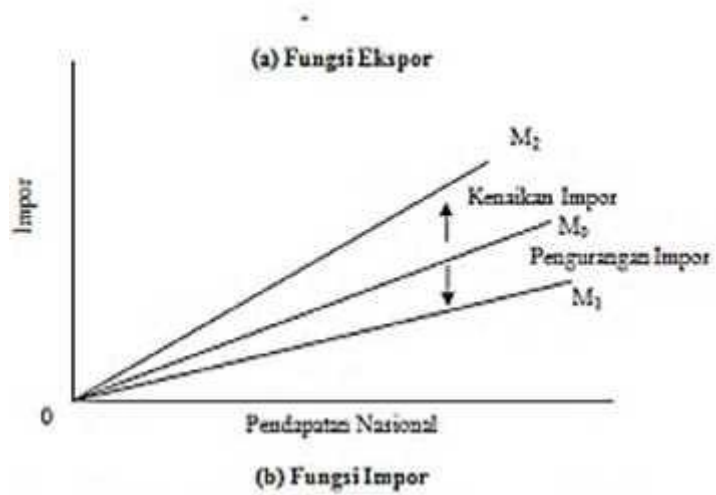 (a) Fungsi Ekspor
M₂
Kenaikan Impor
Impor
M₀
Pengurangan Impor
M₁
0
Pendapatan Nasional
(b) Fungsi Impor